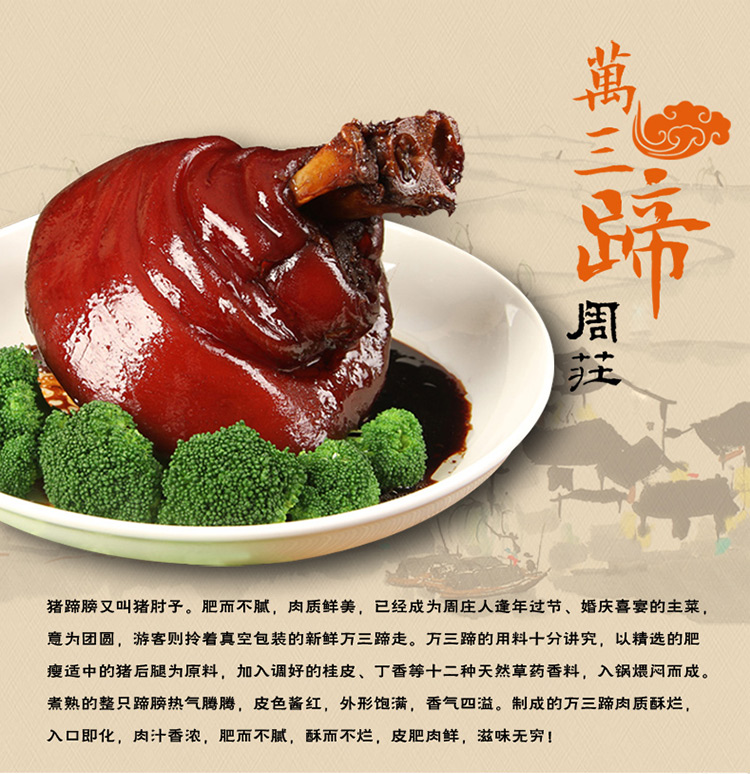 萬三蹄
周莊
猪蹄膀又叫猪肘子。肥而不腻，肉质鲜美，已经成为周庄人逢年过节、婚庆喜宴的主菜，
意为团圆，游客则拎着真空包装的新鲜万三蹄走。万三蹄的用料十分讲究，以精选的肥
瘦适中的猪后腿为原料，加入调好的桂皮、丁香等十二种天然草药香料，入锅煨闷而成。
煮熟的整只蹄膀热气腾腾，皮色酱红，外形饱满，香气四溢。制成的万三蹄肉质酥烂，
入口即化，肉汁香浓，肥而不腻，酥而不烂，皮肥肉鲜，滋味无穷！